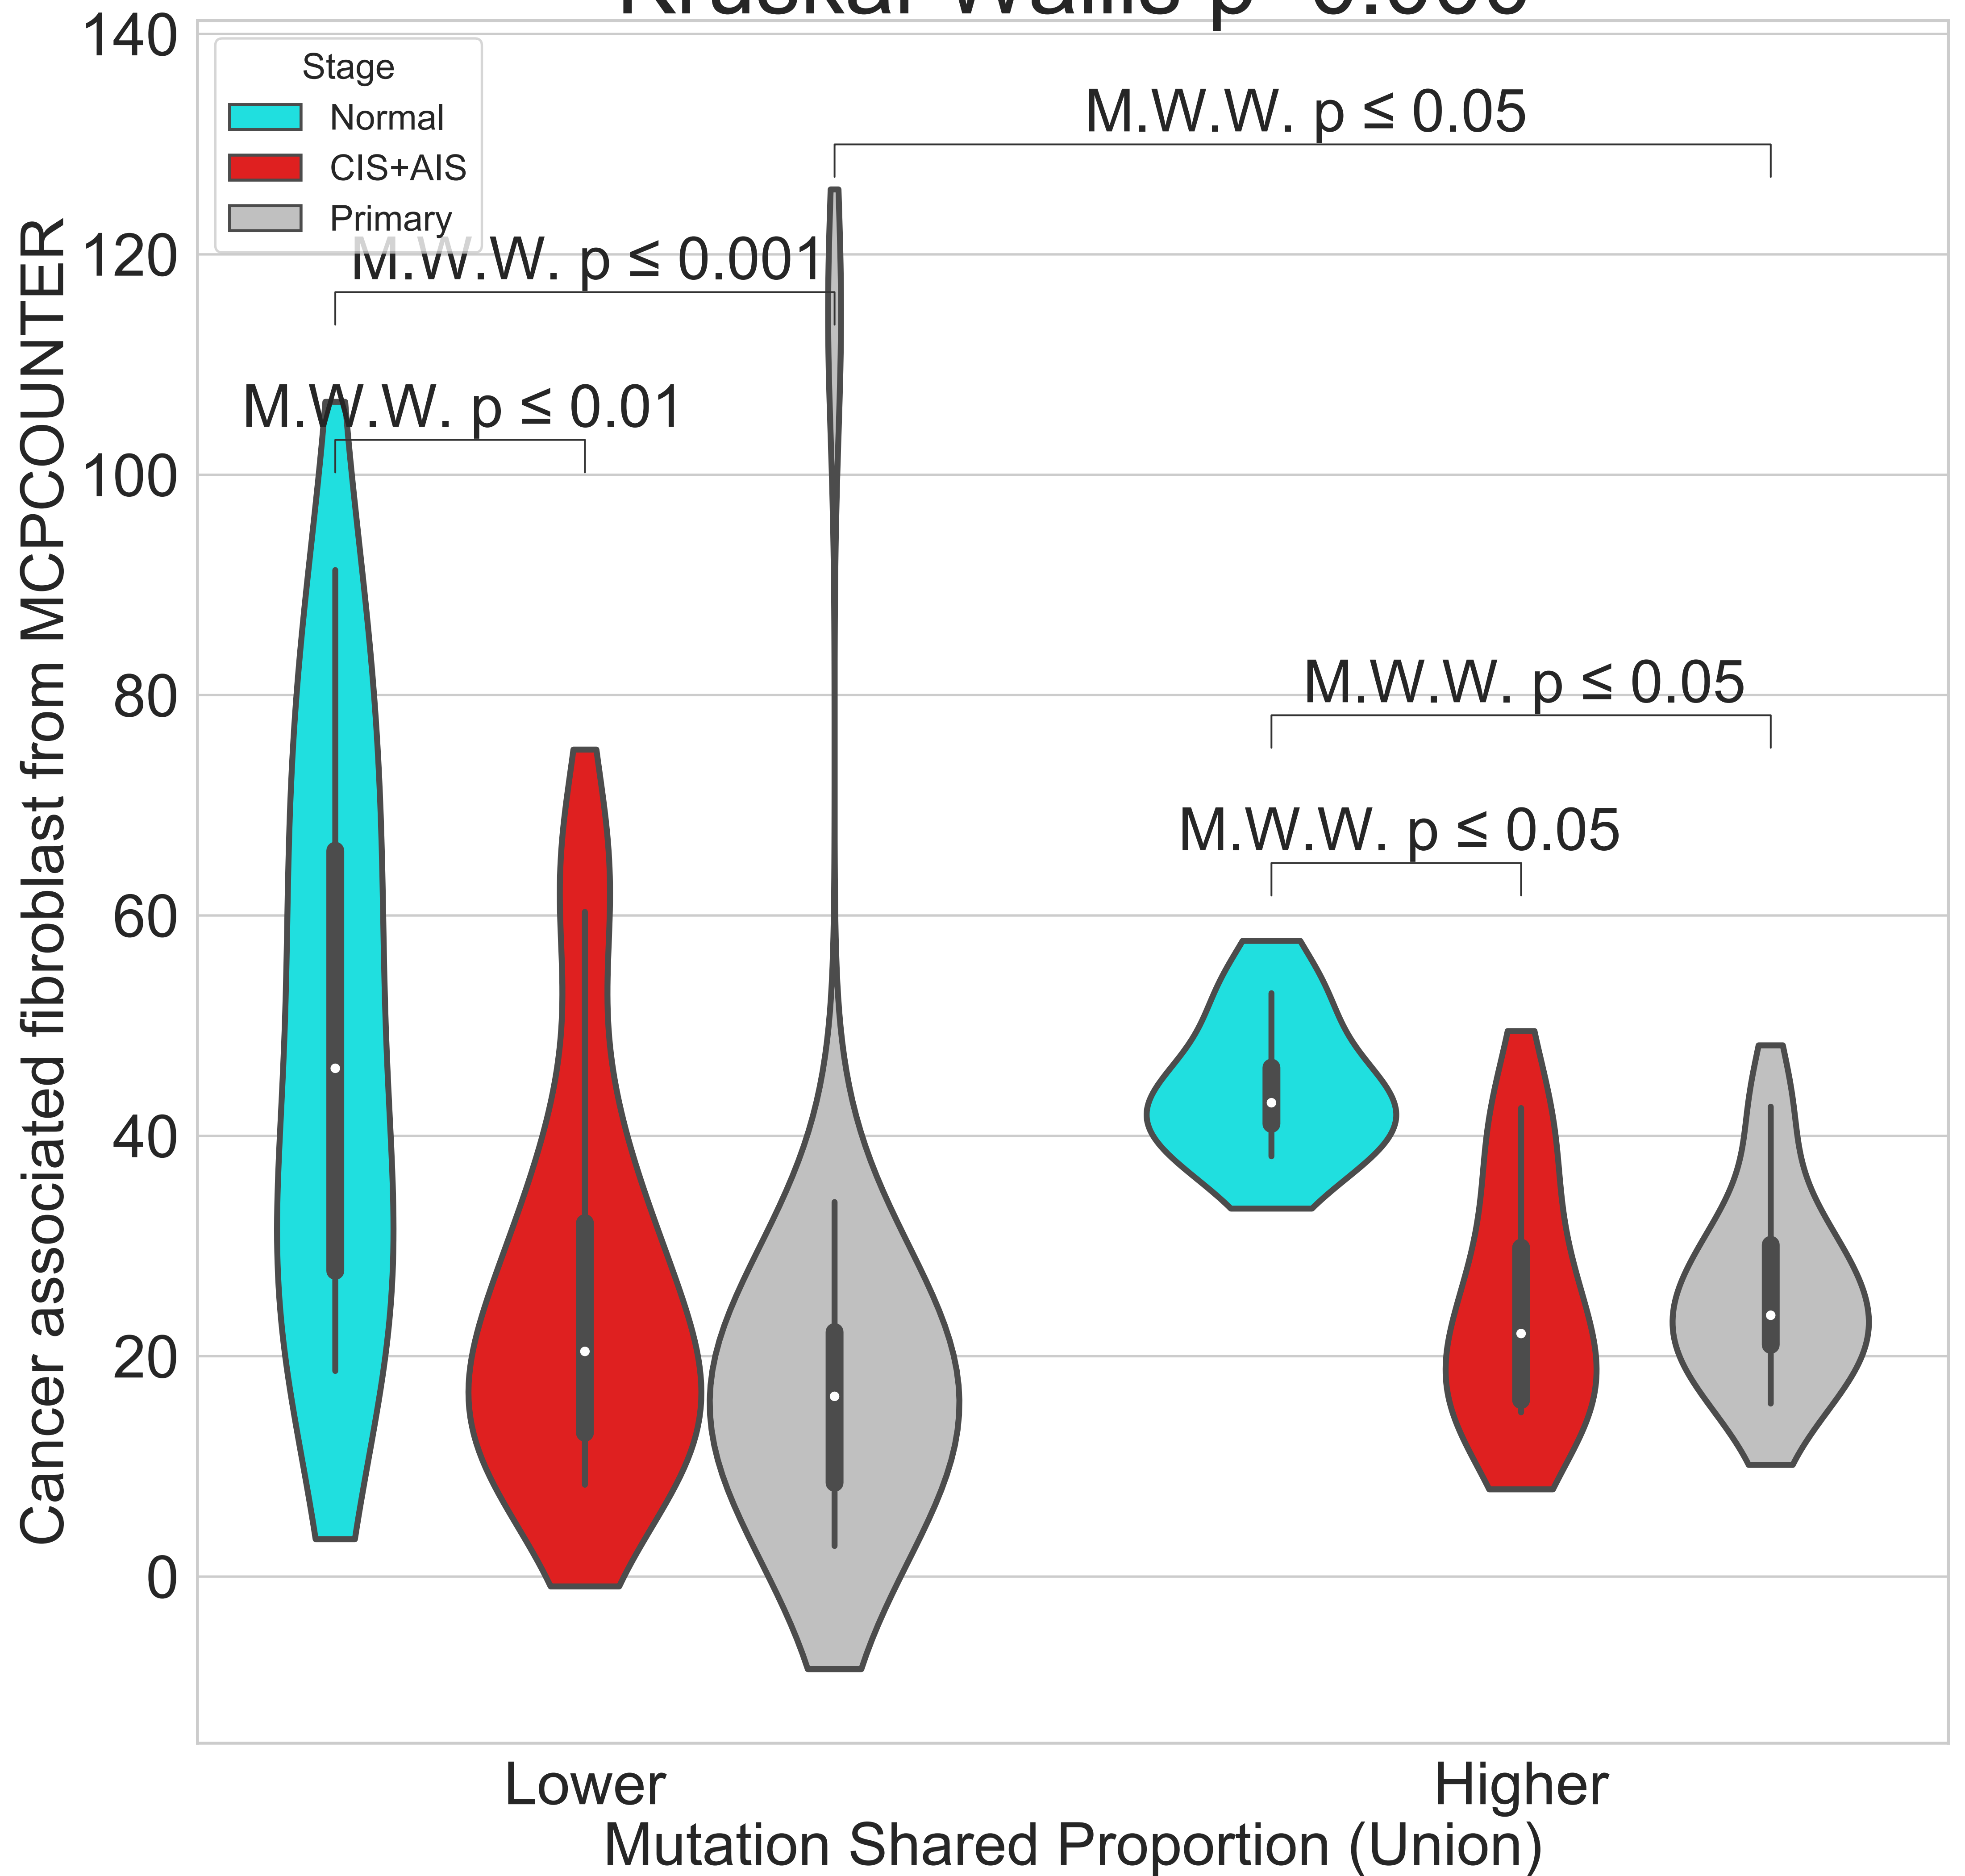 140
120
100
80
60
40
20
0
Cancer associated fibroblast from MCPCOUNTER
Stage
Normal
CIS+AIS
Primary
M.W.W. p ≤ 0.05
M.W.W. p ≤ 0.001
M.W.W. p ≤ 0.01
M.W.W. p ≤ 0.05
M.W.W. p ≤ 0.05
Lower
Higher
Mutation Shared Proportion (Union)